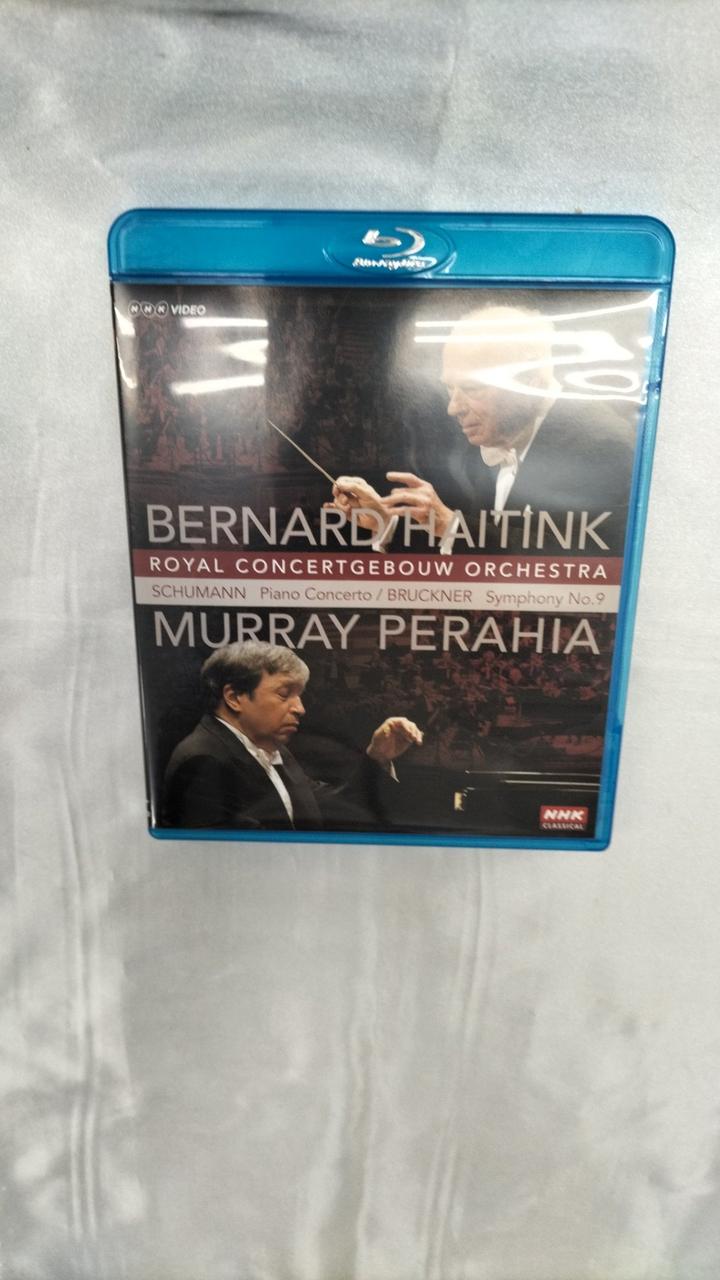 NHK VIDEO
BERNARD HAITINK
ROYAL CONCERTGEBOUW ORCHESTRA
SCHUMANN Piano Concerto / BRUCKNER Symphony No.9
MURRAY PERAHIA
NHK
CLASSICAL